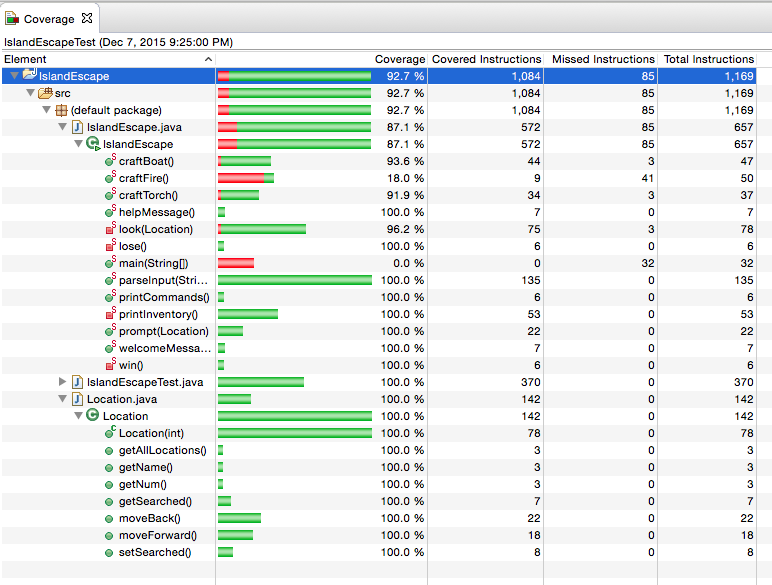 Coverage
IslandEscapeTest (Dec 7, 2015 9:25:00 PM)
Element Coverage Covered Instructions Missed Instructions Total Instructions
IslandEscape 92.7 % 1,084 85 1,169
src 92.7 % 1,084 85 1,169
(default package) 92.7 % 1,084 85 1,169
IslandEscape.java 87.1 % 572 85 657
IslandEscape 87.1 % 572 85 657
craftBoat() 93.6 % 44 3 47
craftFire() 18.0 % 9 41 50
craftTorch() 91.9 % 34 3 37
helpMessage() 100.0 % 7 0 7
look(Location) 96.2 % 75 3 78
lose() 100.0 % 6 0 6
main(String[]) 0.0 % 0 32 32
parseInput(Stri... 100.0 % 135 0 135
printCommands() 100.0 % 6 0 6
printInventory() 100.0 % 53 0 53
prompt(Location) 100.0 % 22 0 22
welcomeMessa... 100.0 % 7 0 7
win() 100.0 % 6 0 6
IslandEscapeTest.java 100.0 % 370 0 370
Location.java 100.0 % 142 0 142
Location 100.0 % 142 0 142
Location(int) 100.0 % 78 0 78
getAllLocations() 100.0 % 3 0 3
getName() 100.0 % 3 0 3
getNum() 100.0 % 3 0 3
getSearched() 100.0 % 7 0 7
moveBack() 100.0 % 22 0 22
moveForward() 100.0 % 18 0 18
setSearched() 100.0 % 8 0 8